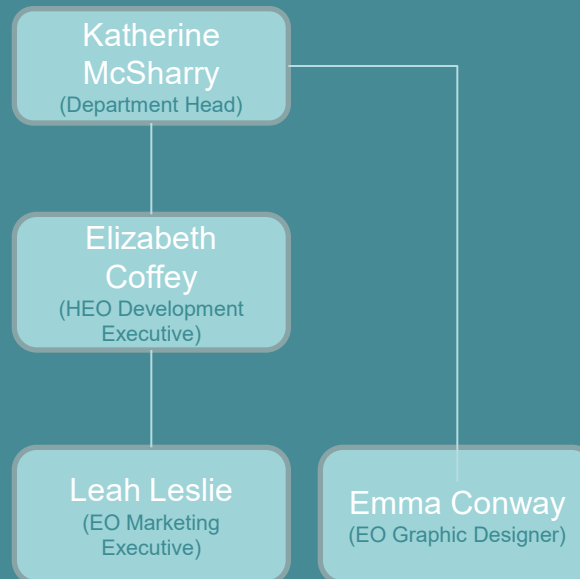 Katherine
McSharry
(Department Head)
Elizabeth
Coffey
(HEO Development
Executive)
Leah Leslie
(EO Marketing
Executive)
Emma Conway
(EO Graphic Designer)